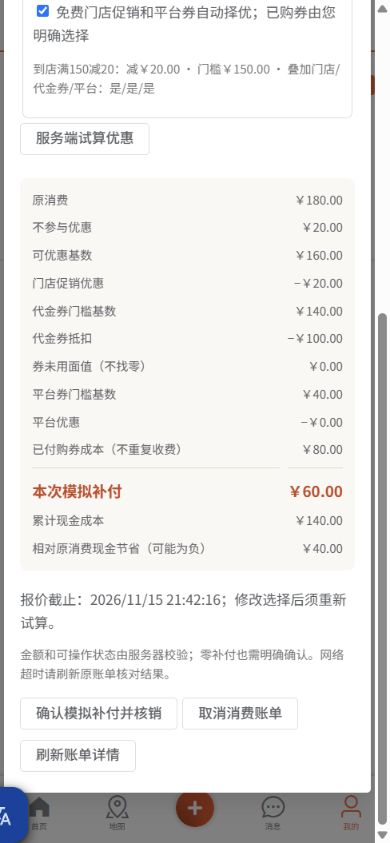 免费门店促销和平台券自动择优；已购券由您
明确选择
到店满150减20：减￥20.00 · 门槛￥150.00 · 叠加门店/
代金券/平台：是/是/是
服务端试算优惠
原消费 ￥180.00
不参与优惠 ￥20.00
可优惠基数 ￥160.00
门店促销优惠 −￥20.00
代金券门槛基数 ￥140.00
代金券抵扣 −￥100.00
券未用面值（不找零） ￥0.00
平台券门槛基数 ￥40.00
平台优惠 −￥0.00
已付购券成本（不重复收费） ￥80.00
本次模拟补付 ￥60.00
累计现金成本 ￥140.00
相对原消费现金节省（可能为负） ￥40.00
报价截止：2026/11/15 21:42:16；修改选择后须重新
试算。
金额和可操作状态由服务器校验；零补付也需明确确认。网络
超时请刷新原账单核对结果。
确认模拟补付并核销 取消消费账单
刷新账单详情
首页 地图 消息 我的